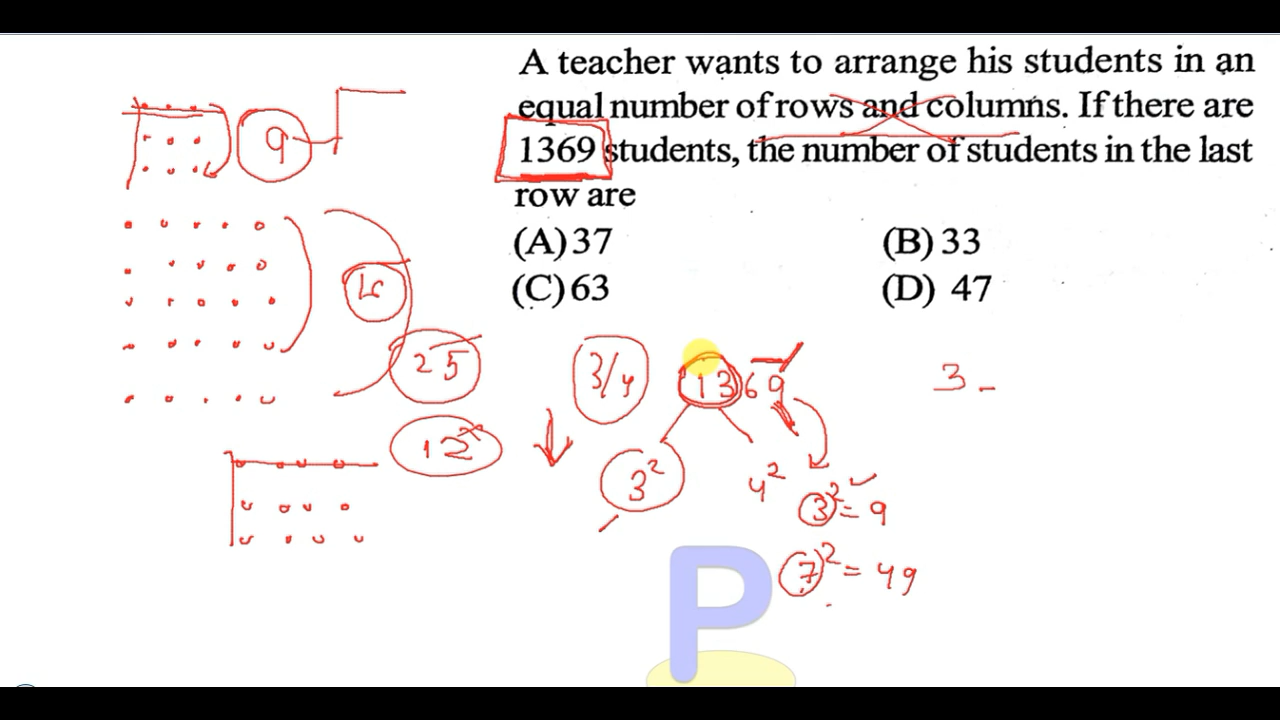 A teacher wants to arrange his students in an
equal number of rows and columns. If there are
1369 students, the number of students in the last
row are
(A) 37
(B) 33
(C) 63
(D) 47
9
25
12
3/4
1369
3 -
3²
4²
3² = 9
7² = 49
P